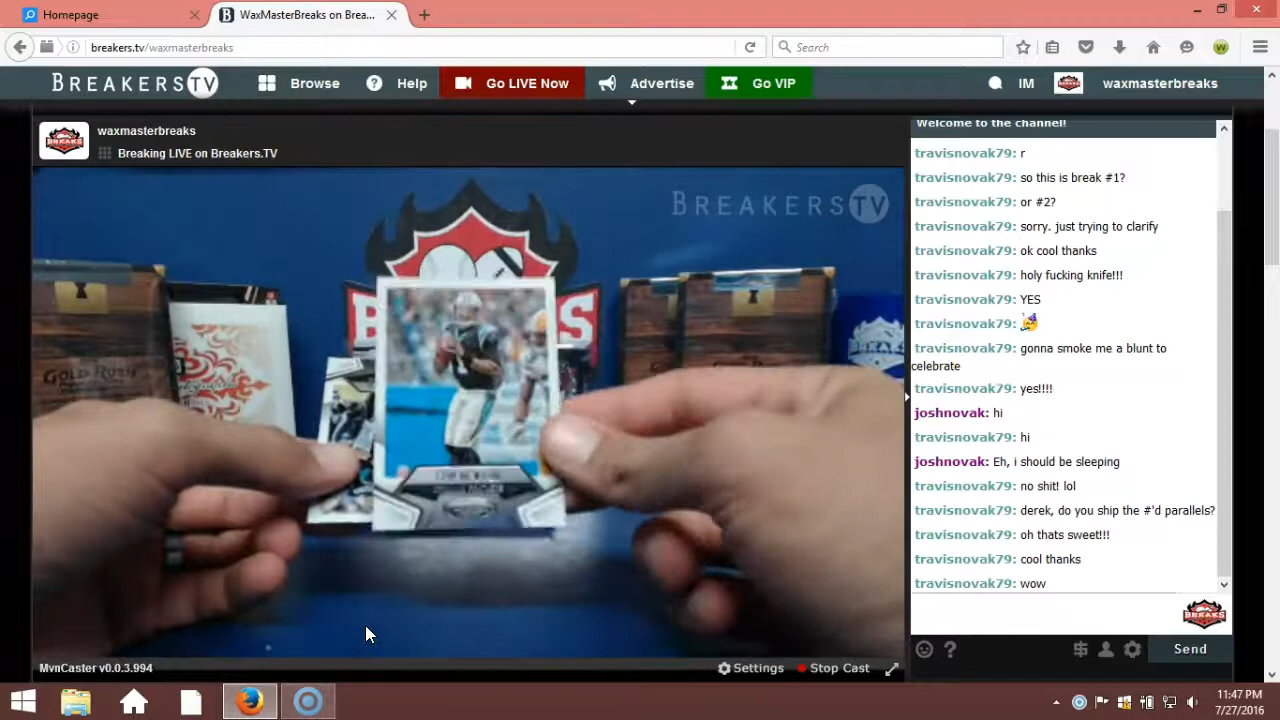 Homepage
WaxMasterBreaks on Brea...
breakers.tv/waxmasterbreaks
Search
BREAKERSTV
Browse
Help
Go LIVE Now
Advertise
Go VIP
IM
waxmasterbreaks
waxmasterbreaks
Breaking LIVE on Breakers.TV
BREAKERSTV
GOLD RUSH
MvnCaster v0.0.3.994
Settings
Stop Cast
Welcome to the channel!
travisnovak79: r
travisnovak79: so this is break #1?
travisnovak79: or #2?
travisnovak79: sorry. just trying to clarify
travisnovak79: ok cool thanks
travisnovak79: holy fucking knife!!!
travisnovak79: YES
travisnovak79:
travisnovak79: gonna smoke me a blunt to
celebrate
travisnovak79: yes!!!!
joshnovak: hi
travisnovak79: hi
joshnovak: Eh, i should be sleeping
travisnovak79: no shit! lol
travisnovak79: derek, do you ship the #'d parallels?
travisnovak79: oh thats sweet!!!
travisnovak79: cool thanks
travisnovak79: wow
Send
11:47 PM
7/27/2016